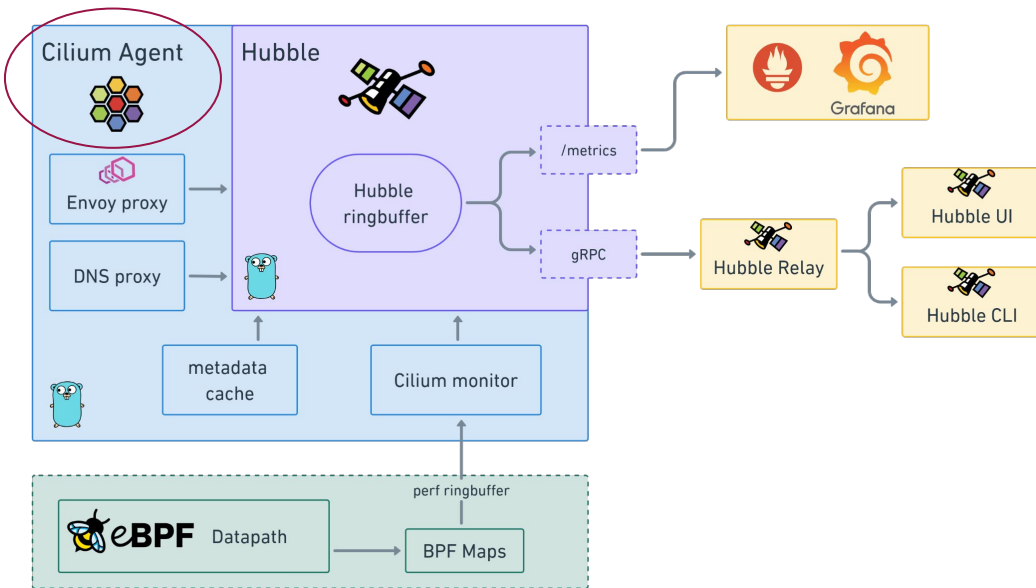 Cilium Agent
Hubble
Grafana
/metrics
Envoy proxy
Hubble
ringbuffer
Hubble UI
gRPC
Hubble Relay
DNS proxy
Hubble CLI
metadata
cache
Cilium monitor
perf ringbuffer
eBPF Datapath
BPF Maps